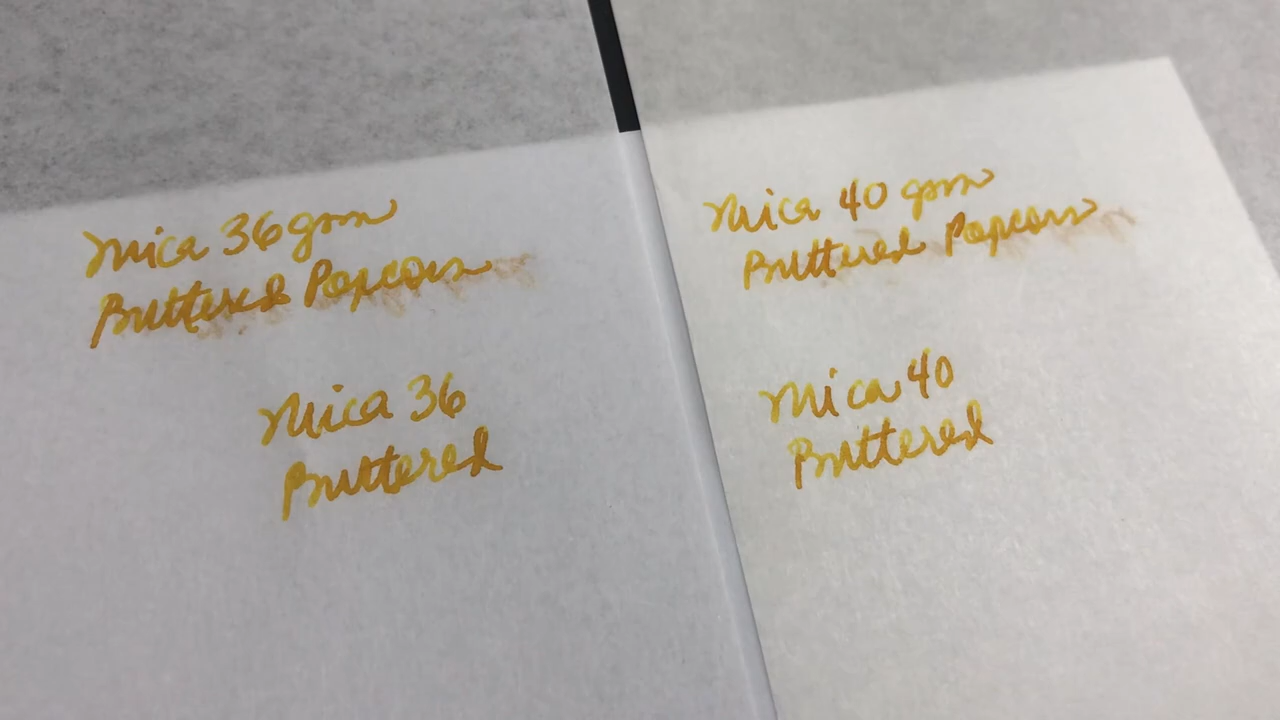 Mica 36 gsm
Buttered Popcorn
Mica 36
Buttered
Mica 40 gsm
Buttered Popcorn
Mica 40
Buttered